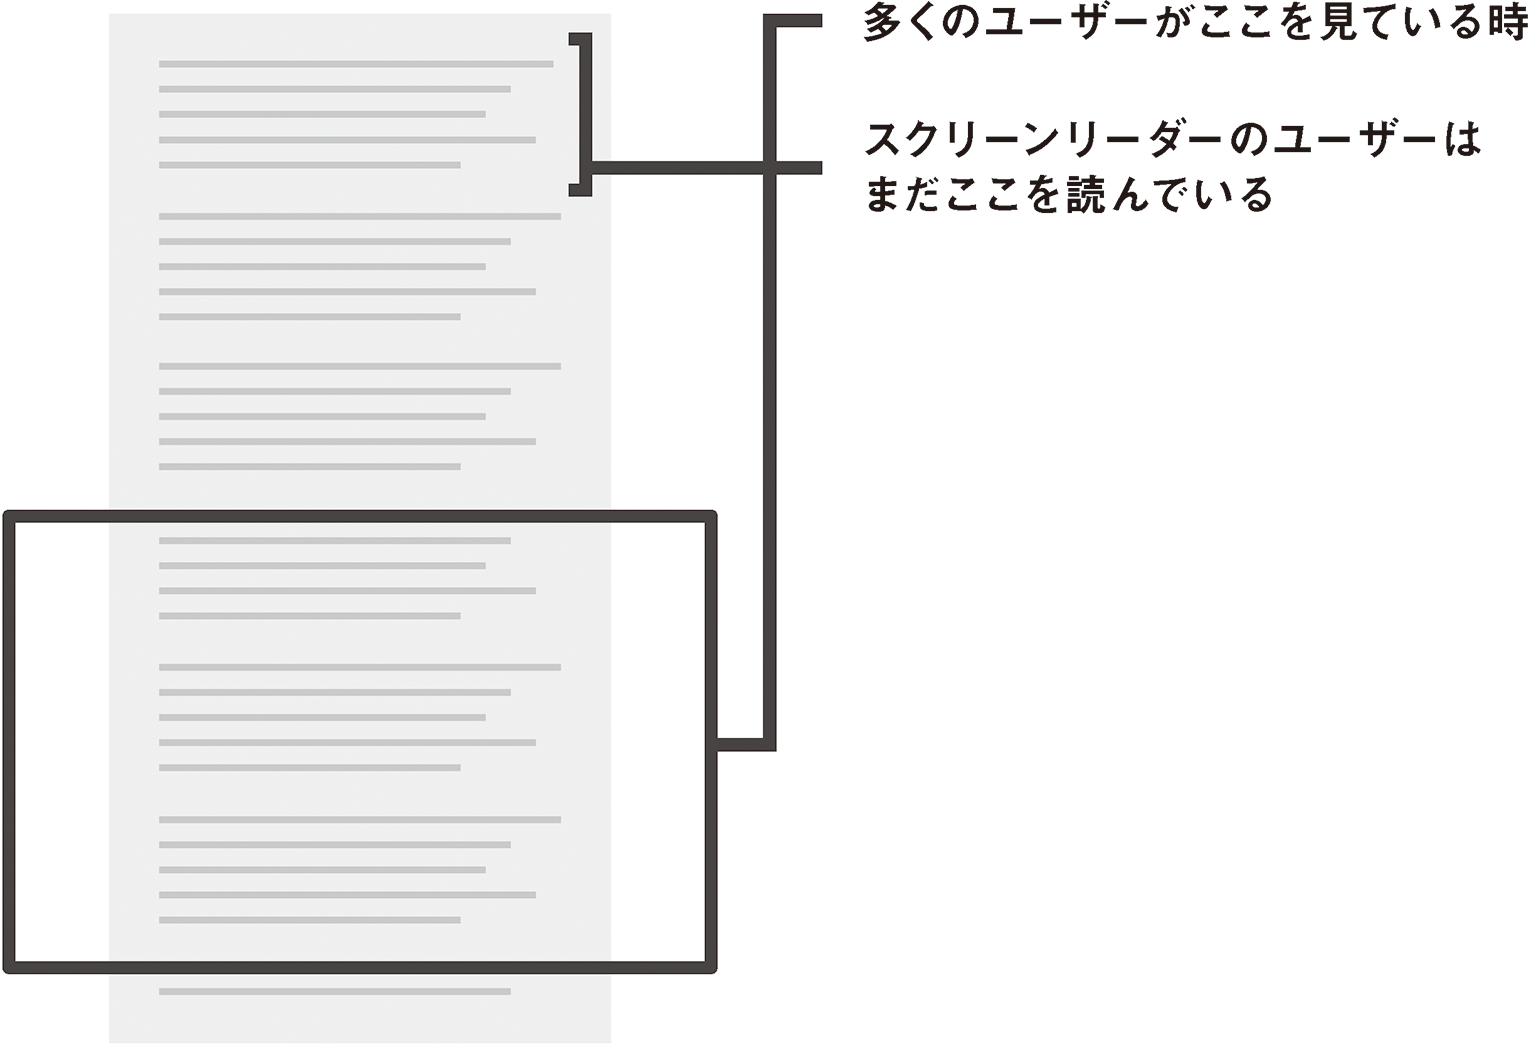 多くのユーザーがここを見ている時
スクリーンリーダーのユーザーは
まだここを読んでいる